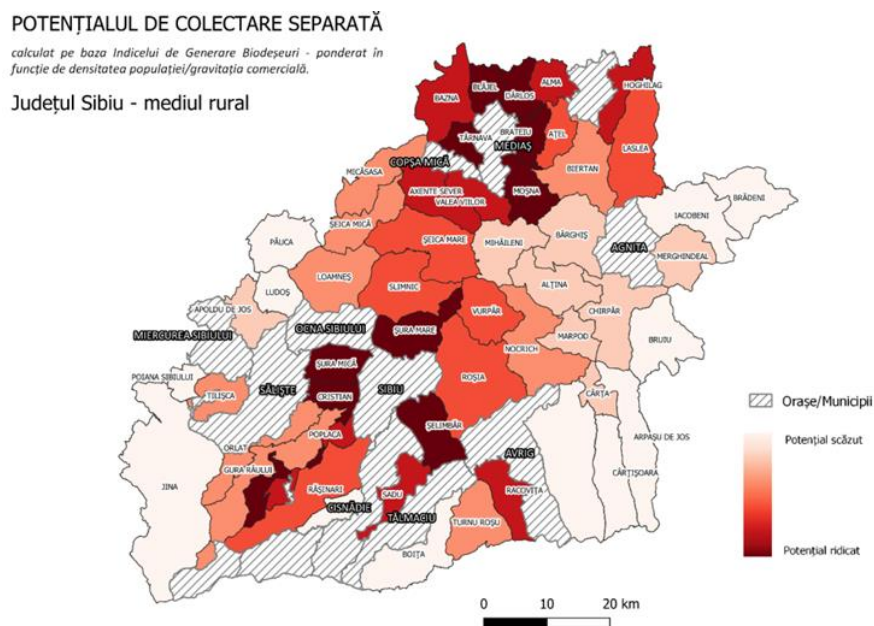 POTENȚIALUL DE COLECTARE SEPARATĂ
calculat pe baza Indicelui de Generare Biodeșeuri - ponderat în
funcție de densitatea populației/gravitația comercială.
Județul Sibiu - mediul rural
BLĂJEL
ALMA
HOGHILAG
BAZNA
DÂRLOS
TÂRNAVA
BRATEIU
AȚEL
MEDIAȘ
LASLEA
COPȘA MICĂ
MICĂSASA
BIERTAN
AXENTE SEVER
MOȘNA
VALEA VIILOR
BRĂDENI
IACOBENI
ȘEICA MICĂ
PĂUCA
ȘEICA MARE
MIHĂILENI
BÂRGHIȘ
AGNITA
MERGHINDEAL
LOAMNEȘ
LUDOȘ
SLIMNIC
ALȚINA
APOLDU DE JOS
VURPĂR
CHIRPĂR
MIERCUREA SIBIULUI
OCNA SIBIULUI
ȘURA MARE
MARPOD
BRUIU
NOCRICH
ȘURA MICĂ
POIANA SIBIULUI
ROȘIA
TILIȘCA
SĂLIȘTE
SIBIU
CRISTIAN
CÂRȚA
Orașe/Municipii
ȘELIMBĂR
POPLACA
ARPAȘU DE JOS
Potențial scăzut
ORLAT
AVRIG
GURA RÂULUI
CÂRȚIȘOARA
JINA
RĂȘINARI
SADU
RACOVIȚA
CISNĂDIE
TĂLMACIU
TURNU ROȘU
BOIȚA
Potențial ridicat
0 10 20 km